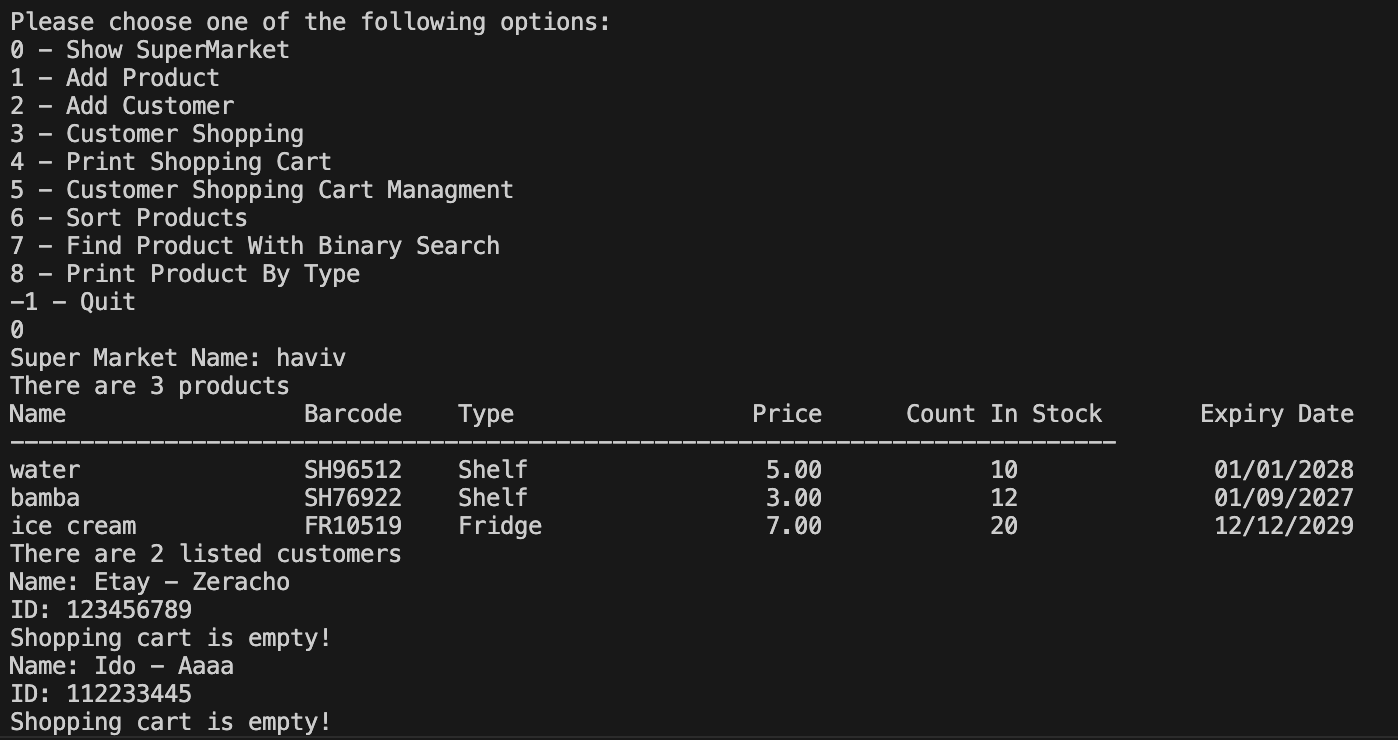 Please choose one of the following options:
0 - Show SuperMarket
1 - Add Product
2 - Add Customer
3 - Customer Shopping
4 - Print Shopping Cart
5 - Customer Shopping Cart Managment
6 - Sort Products
7 - Find Product With Binary Search
8 - Print Product By Type
-1 - Quit
0
Super Market Name: haviv
There are 3 products
Name                 Barcode    Type                 Price      Count In Stock       Expiry Date
-------------------------------------------------------------------------------
water                SH96512    Shelf                 5.00            10              01/01/2028
bamba                SH76922    Shelf                 3.00            12              01/09/2027
ice cream            FR10519    Fridge                7.00            20              12/12/2029
There are 2 listed customers
Name: Etay - Zeracho
ID: 123456789
Shopping cart is empty!
Name: Ido - Aaaa
ID: 112233445
Shopping cart is empty!